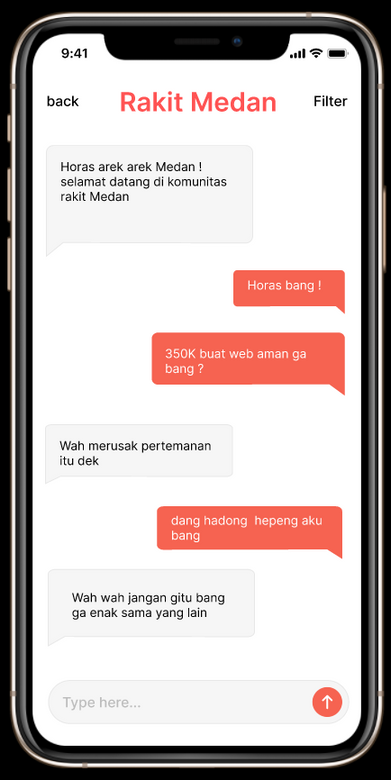 9:41
back
Rakit Medan
Filter
Horas arek arek Medan !
selamat datang di komunitas
rakit Medan
Horas bang !
350K buat web aman ga
bang ?
Wah merusak pertemanan
itu dek
dang hadong  hepeng aku
bang
Wah wah jangan gitu bang
ga enak sama yang lain
Type here...